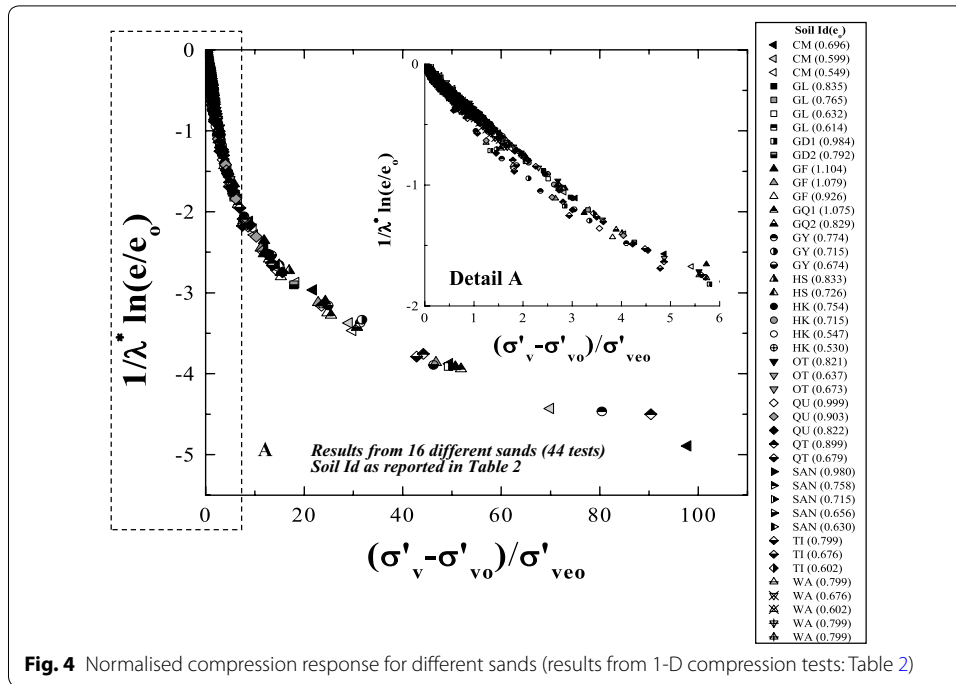 0
-1
-2
-3
-4
-5
1/λ* ln(e/eo)
0
20
40
60
80
100
(σ'v-σ'vo)/σ'veo
A
Results from 16 different sands (44 tests)
Soil Id as reported in Table 2
0
-1
-2
1/λ* ln(e/eo)
Detail A
0
1
2
3
4
5
6
(σ'v-σ'vo)/σ'veo
Soil Id(eo)
CM (0.696)
CM (0.599)
CM (0.549)
GL (0.835)
GL (0.765)
GL (0.632)
GL (0.614)
GD1 (0.984)
GD2 (0.792)
GF (1.104)
GF (1.079)
GF (0.926)
GQ1 (1.075)
GQ2 (0.829)
GY (0.774)
GY (0.715)
GY (0.674)
HS (0.833)
HS (0.726)
HK (0.754)
HK (0.715)
HK (0.547)
HK (0.530)
OT (0.821)
OT (0.637)
OT (0.673)
QU (0.999)
QU (0.903)
QU (0.822)
QT (0.899)
QT (0.679)
SAN (0.980)
SAN (0.758)
SAN (0.715)
SAN (0.656)
SAN (0.630)
TI (0.799)
TI (0.676)
TI (0.602)
WA (0.799)
WA (0.676)
WA (0.602)
WA (0.799)
WA (0.799)
Fig. 4 Normalised compression response for different sands (results from 1-D compression tests: Table 2)